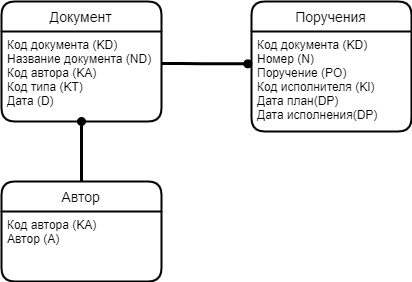 Документ
Код документа (KD)
Название документа (ND)
Код автора (KA)
Код типа (KT)
Дата (D)
Поручения
Код документа (KD)
Номер (N)
Поручение (PO)
Код исполнителя (KI)
Дата план(DP)
Дата исполнения(DP)
Автор
Код автора (KA)
Автор (A)